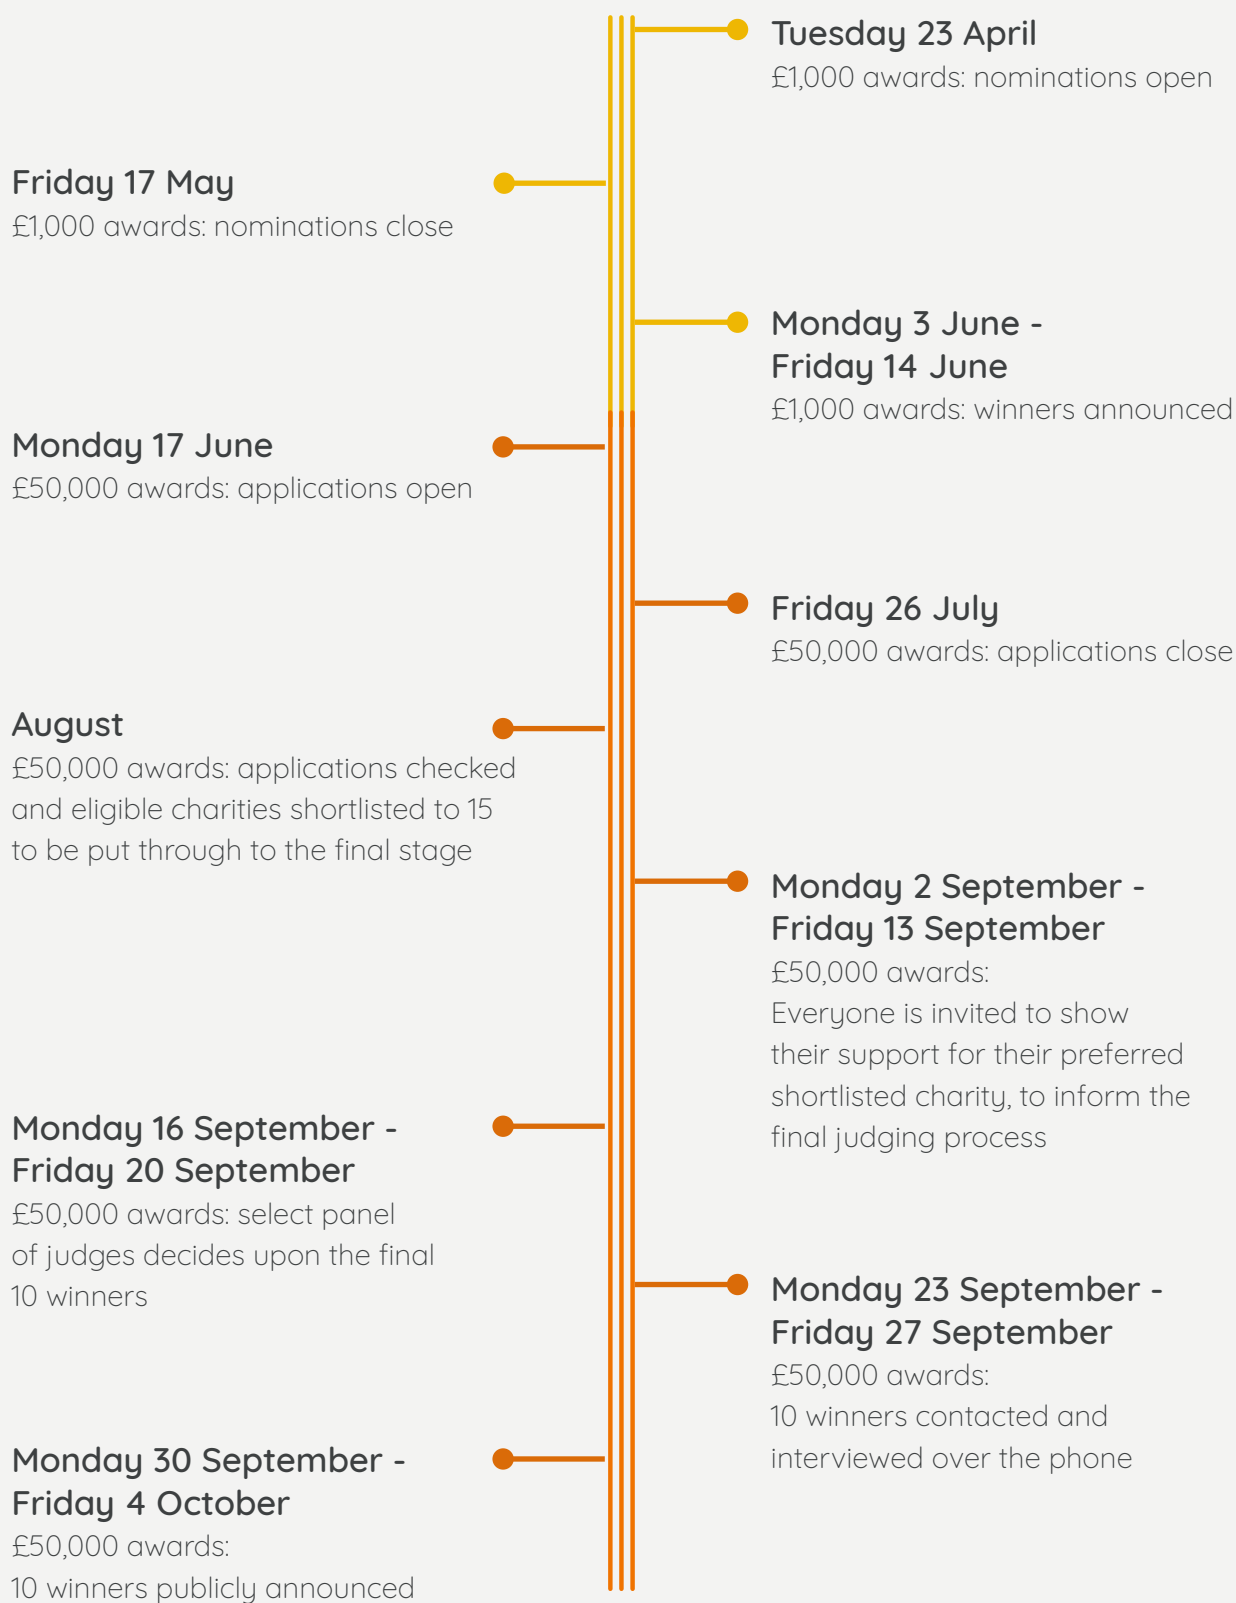 Tuesday 23 April
£1,000 awards: nominations open
Friday 17 May
£1,000 awards: nominations close
Monday 3 June -
Friday 14 June
£1,000 awards: winners announced
Monday 17 June
£50,000 awards: applications open
Friday 26 July
£50,000 awards: applications close
August
£50,000 awards: applications checked
and eligible charities shortlisted to 15
to be put through to the final stage
Monday 2 September -
Friday 13 September
£50,000 awards:
Everyone is invited to show
their support for their preferred
shortlisted charity, to inform the
final judging process
Monday 16 September -
Friday 20 September
£50,000 awards: select panel
of judges decides upon the final
10 winners
Monday 23 September -
Friday 27 September
£50,000 awards:
10 winners contacted and
interviewed over the phone
Monday 30 September -
Friday 4 October
£50,000 awards:
10 winners publicly announced